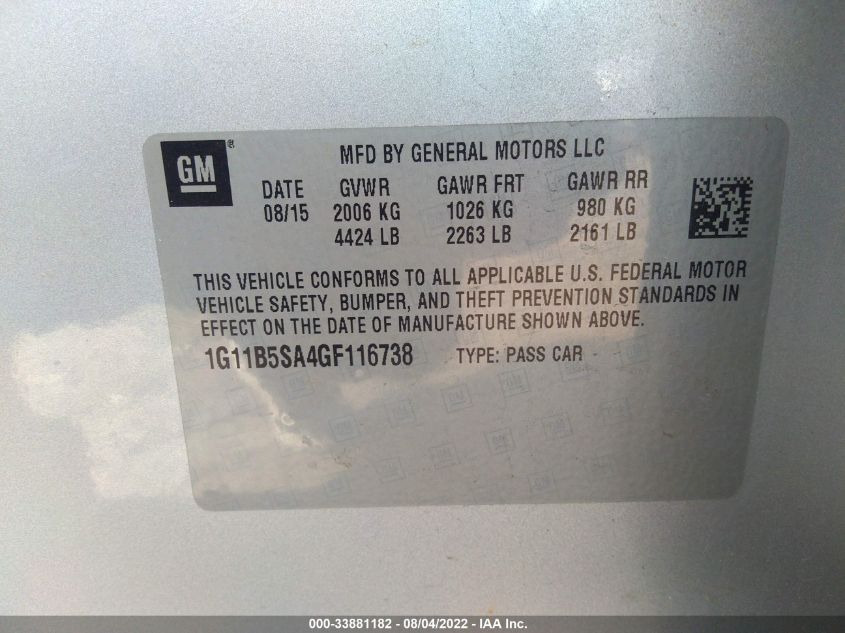 GM®
MFD BY GENERAL MOTORS LLC
DATE GVWR GAWR FRT GAWR RR
08/15 2006 KG 1026 KG 980 KG
4424 LB 2263 LB 2161 LB
THIS VEHICLE CONFORMS TO ALL APPLICABLE U.S. FEDERAL MOTOR
VEHICLE SAFETY, BUMPER, AND THEFT PREVENTION STANDARDS IN
EFFECT ON THE DATE OF MANUFACTURE SHOWN ABOVE.
1G11B5SA4GF116738 TYPE: PASS CAR
000-33881182 - 08/04/2022 - IAA Inc.